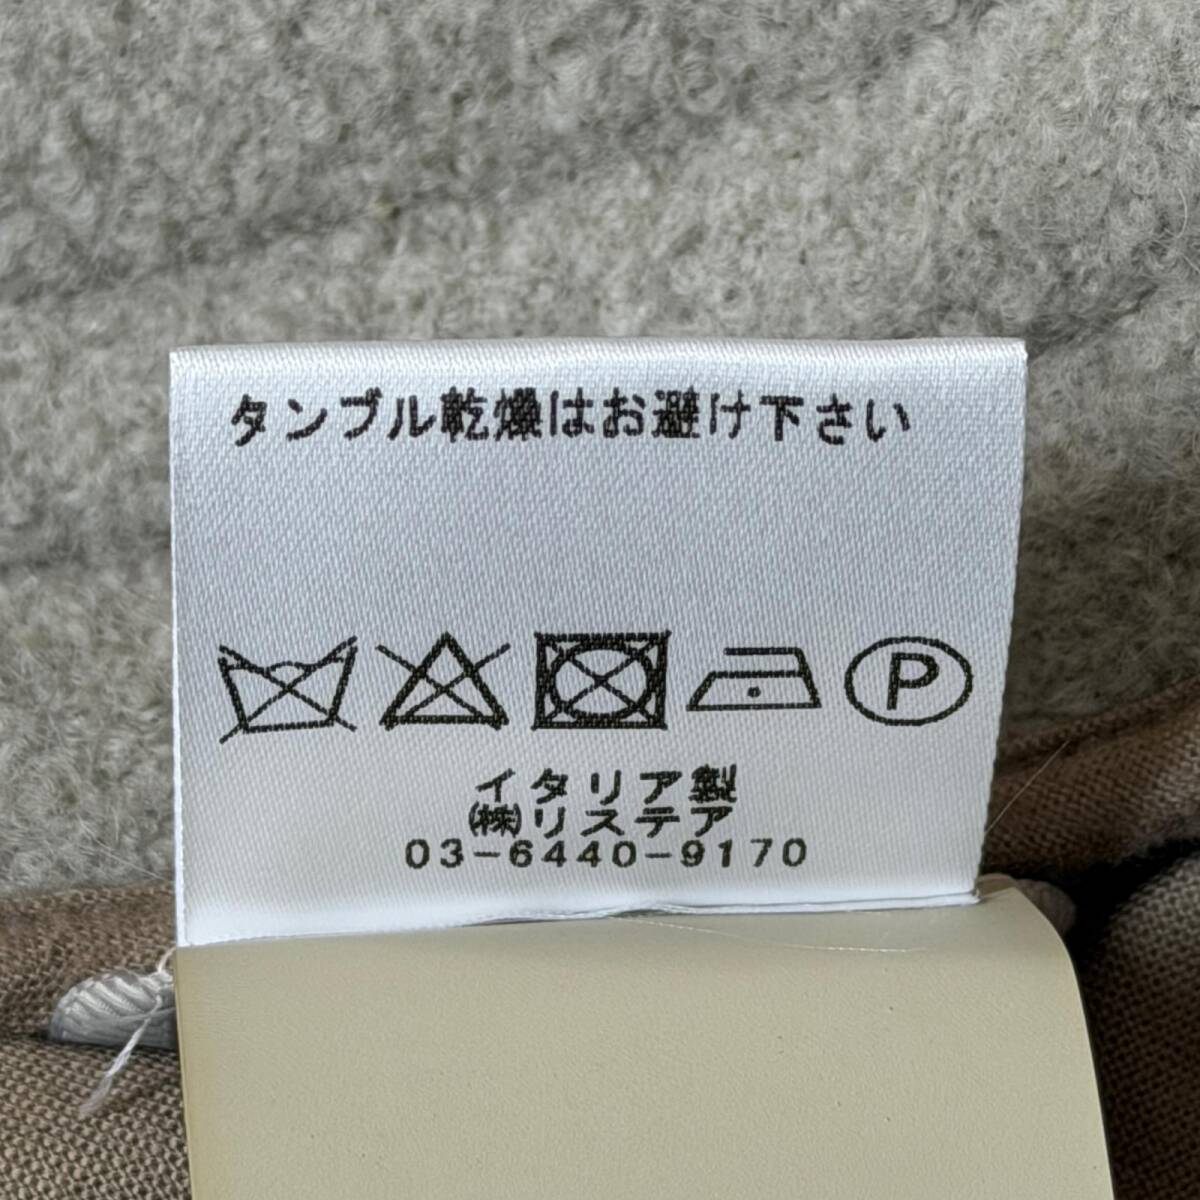 タンブル乾燥はお避け下さい
P
イタリア製
㈱リステア
03-6440-9170